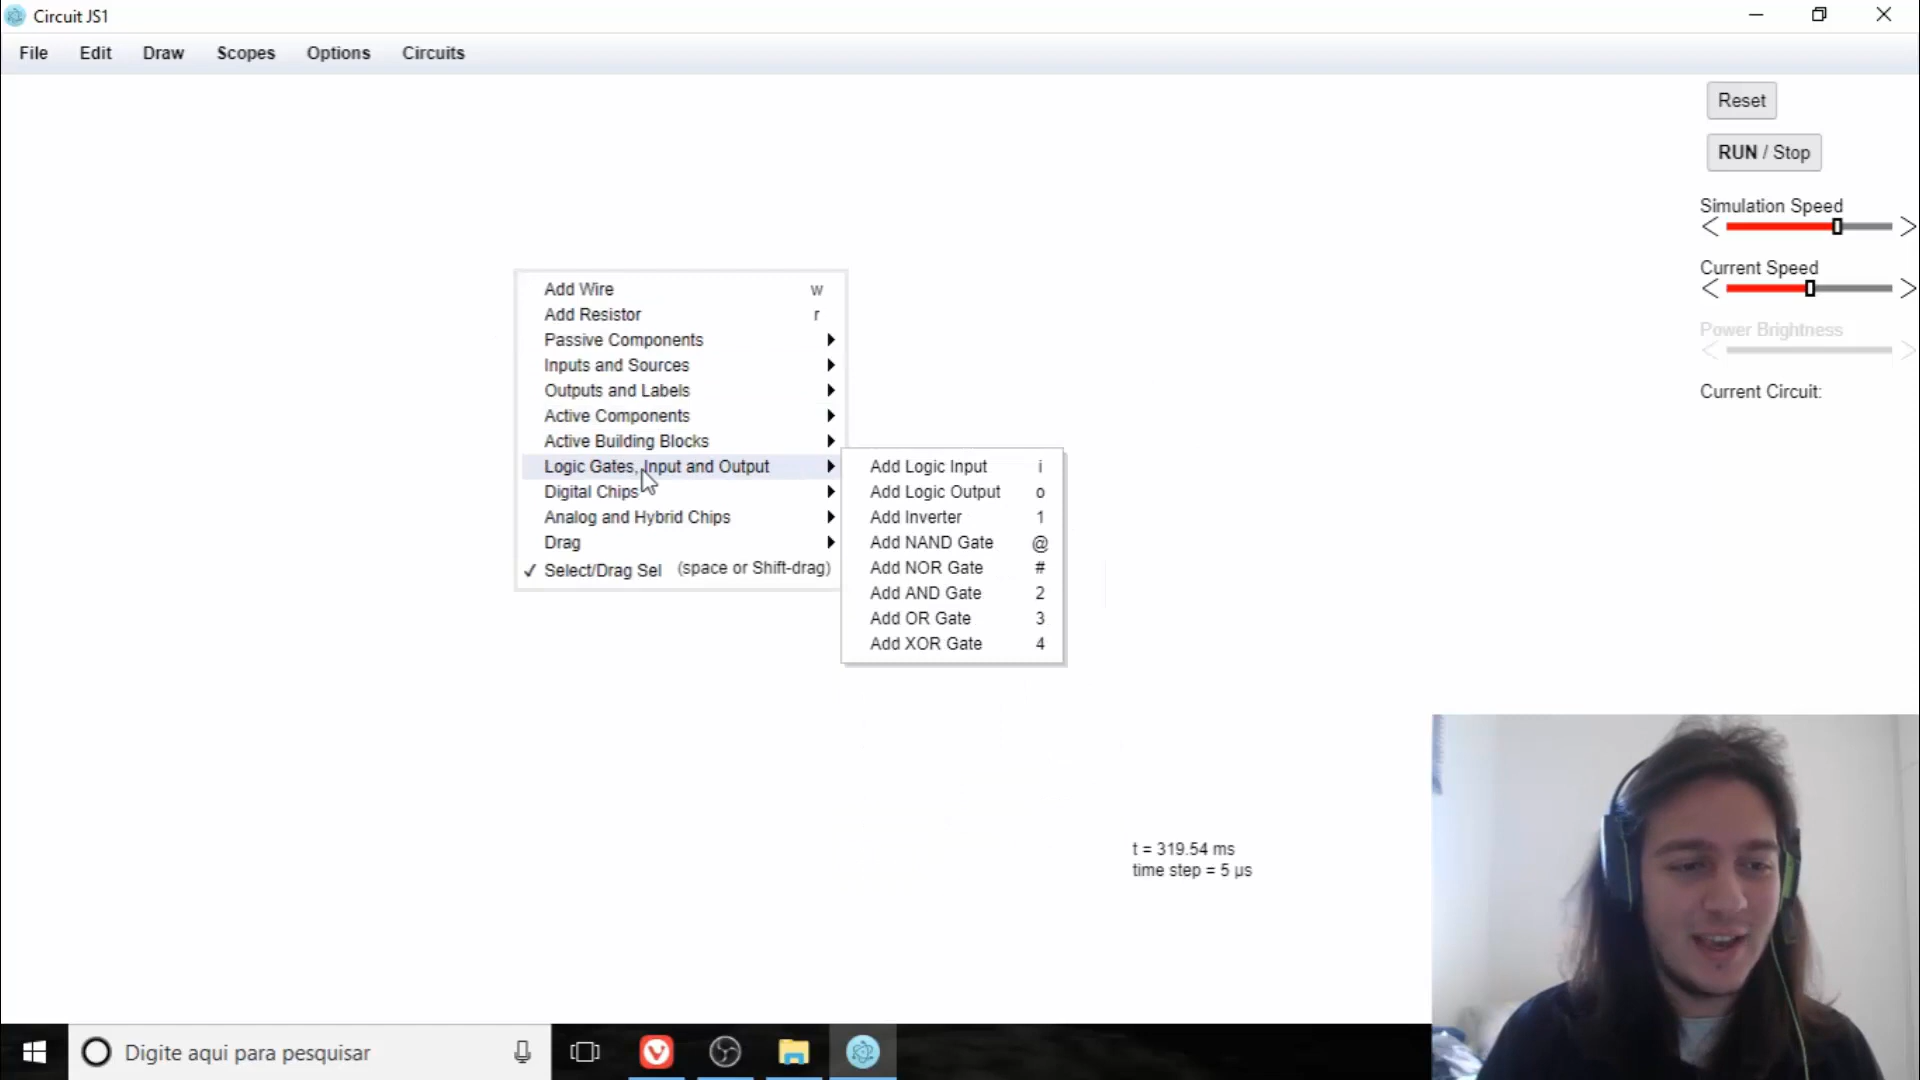 Circuit JS1
File Edit Draw Scopes Options Circuits
Reset
RUN / Stop
Simulation Speed
Current Speed
Power Brightness
Current Circuit:
Add Wire w
Add Resistor r
Passive Components
Inputs and Sources
Outputs and Labels
Active Components
Active Building Blocks
Logic Gates, Input and Output
Digital Chips
Analog and Hybrid Chips
Drag
✓ Select/Drag Sel (space or Shift-drag)
Add Logic Input i
Add Logic Output o
Add Inverter 1
Add NAND Gate @
Add NOR Gate #
Add AND Gate 2
Add OR Gate 3
Add XOR Gate 4
t = 319.54 ms
time step = 5 µs
Digite aqui para pesquisar